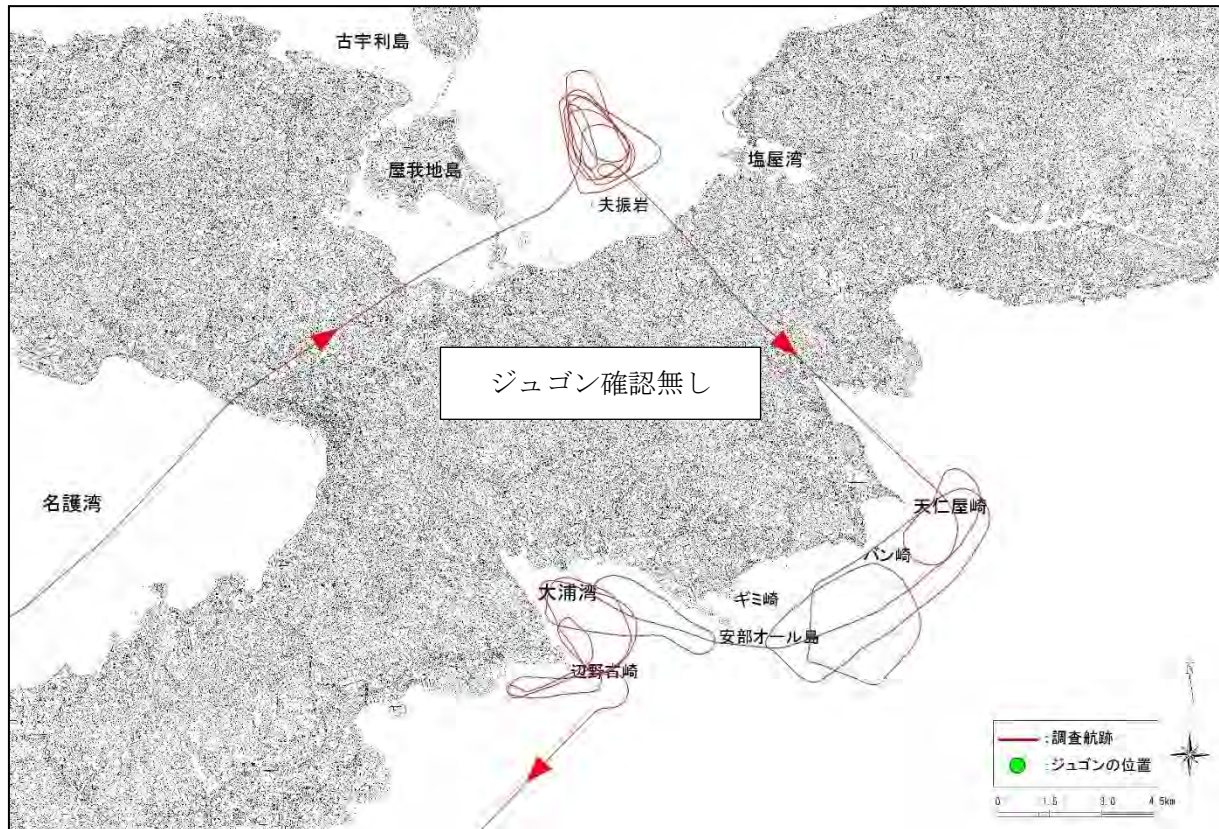 古宇利島
屋我地島
塩屋湾
夫振岩
ジュゴン確認無し
名護湾
天仁屋崎
バン崎
大浦湾
ギミ崎
安部オール島
辺野古崎
N
:調査航跡
:ジュゴンの位置
0 1.5 3.0 4.5km